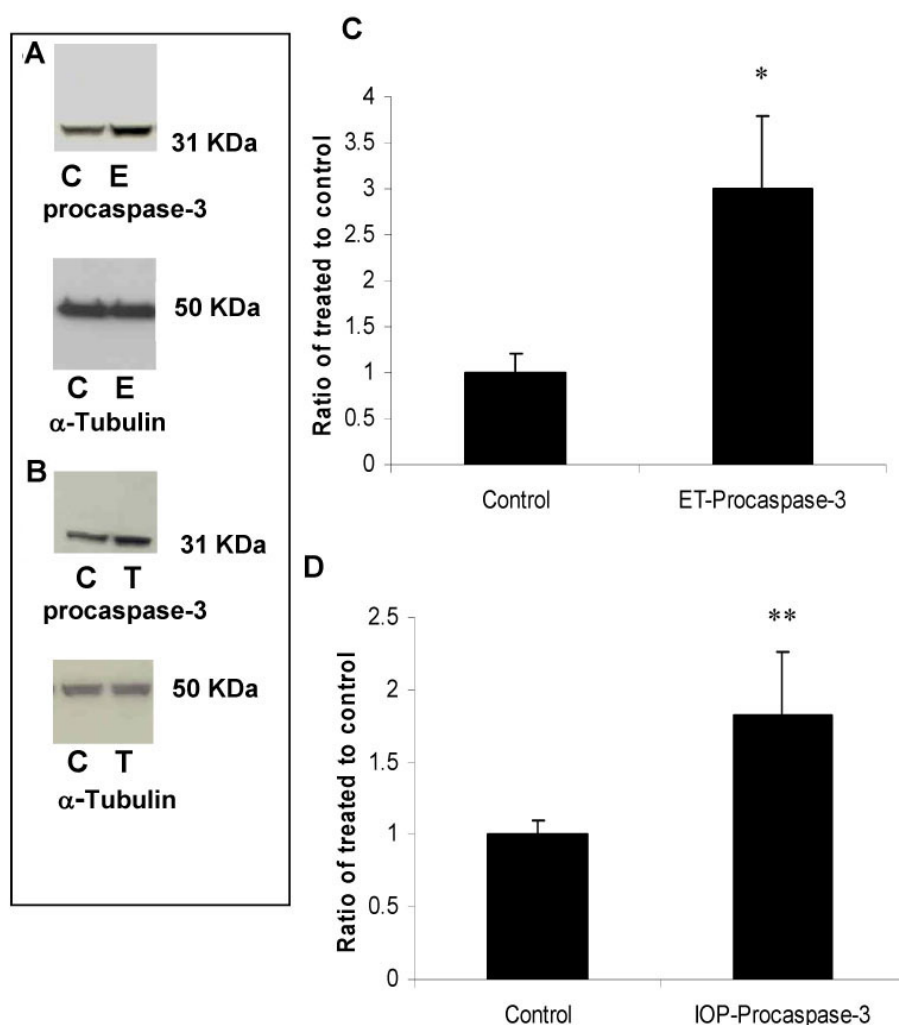 A
31 KDa
C E
procaspase-3
50 KDa
C E
α-Tubulin
B
31 KDa
C T
procaspase-3
50 KDa
C T
α-Tubulin
C
*
4
3.5
3
2.5
2
1.5
1
0.5
0
Ratio of treated to control
Control ET-Procaspase-3
D
**
2.5
2
1.5
1
0.5
0
Ratio of treated to control
Control IOP-Procaspase-3